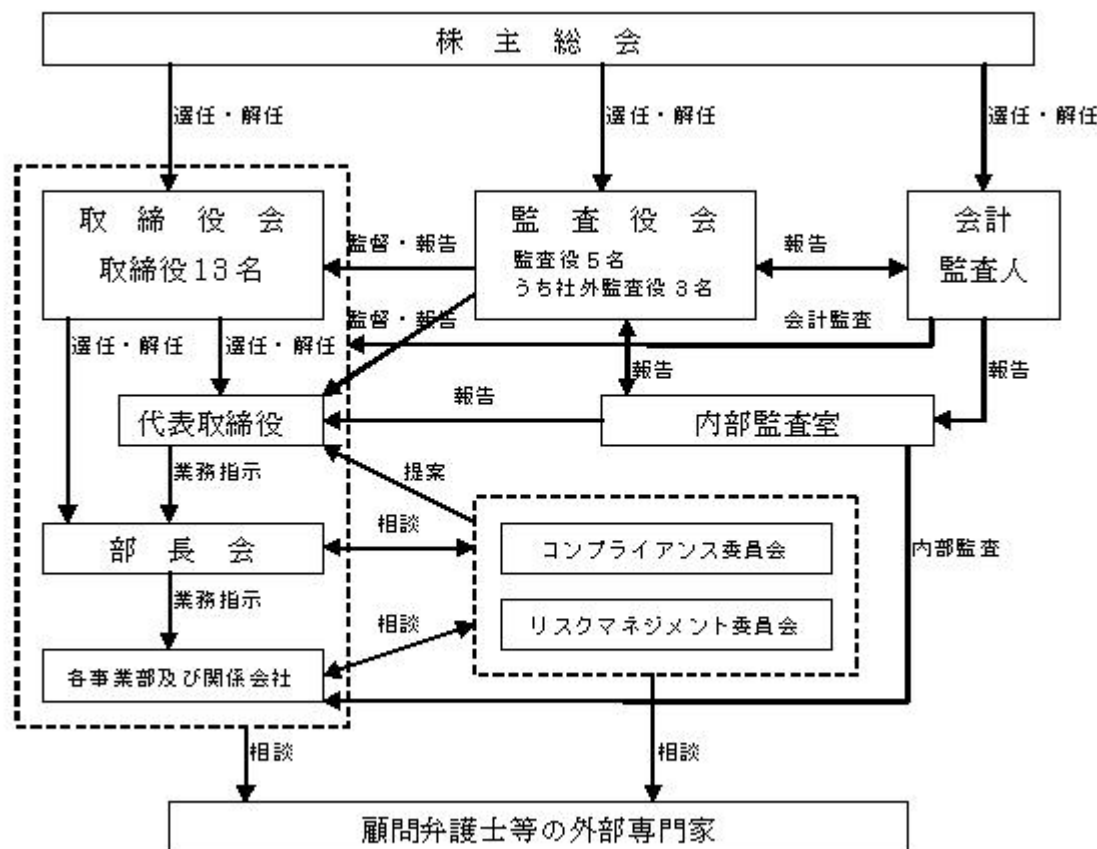 株主総会
選任・解任
選任・解任
選任・解任
取締役会
取締役13名
監査役会
監査役5名
うち社外監査役3名
会計
監査人
監督・報告
報告
監督・報告
会計監査
選任・解任
選任・解任
報告
報告
報告
代表取締役
内部監査室
業務指示
提案
相談
部長会
コンプライアンス委員会
内部監査
業務指示
相談
リスクマネジメント委員会
各事業部及び関係会社
相談
相談
顧問弁護士等の外部専門家